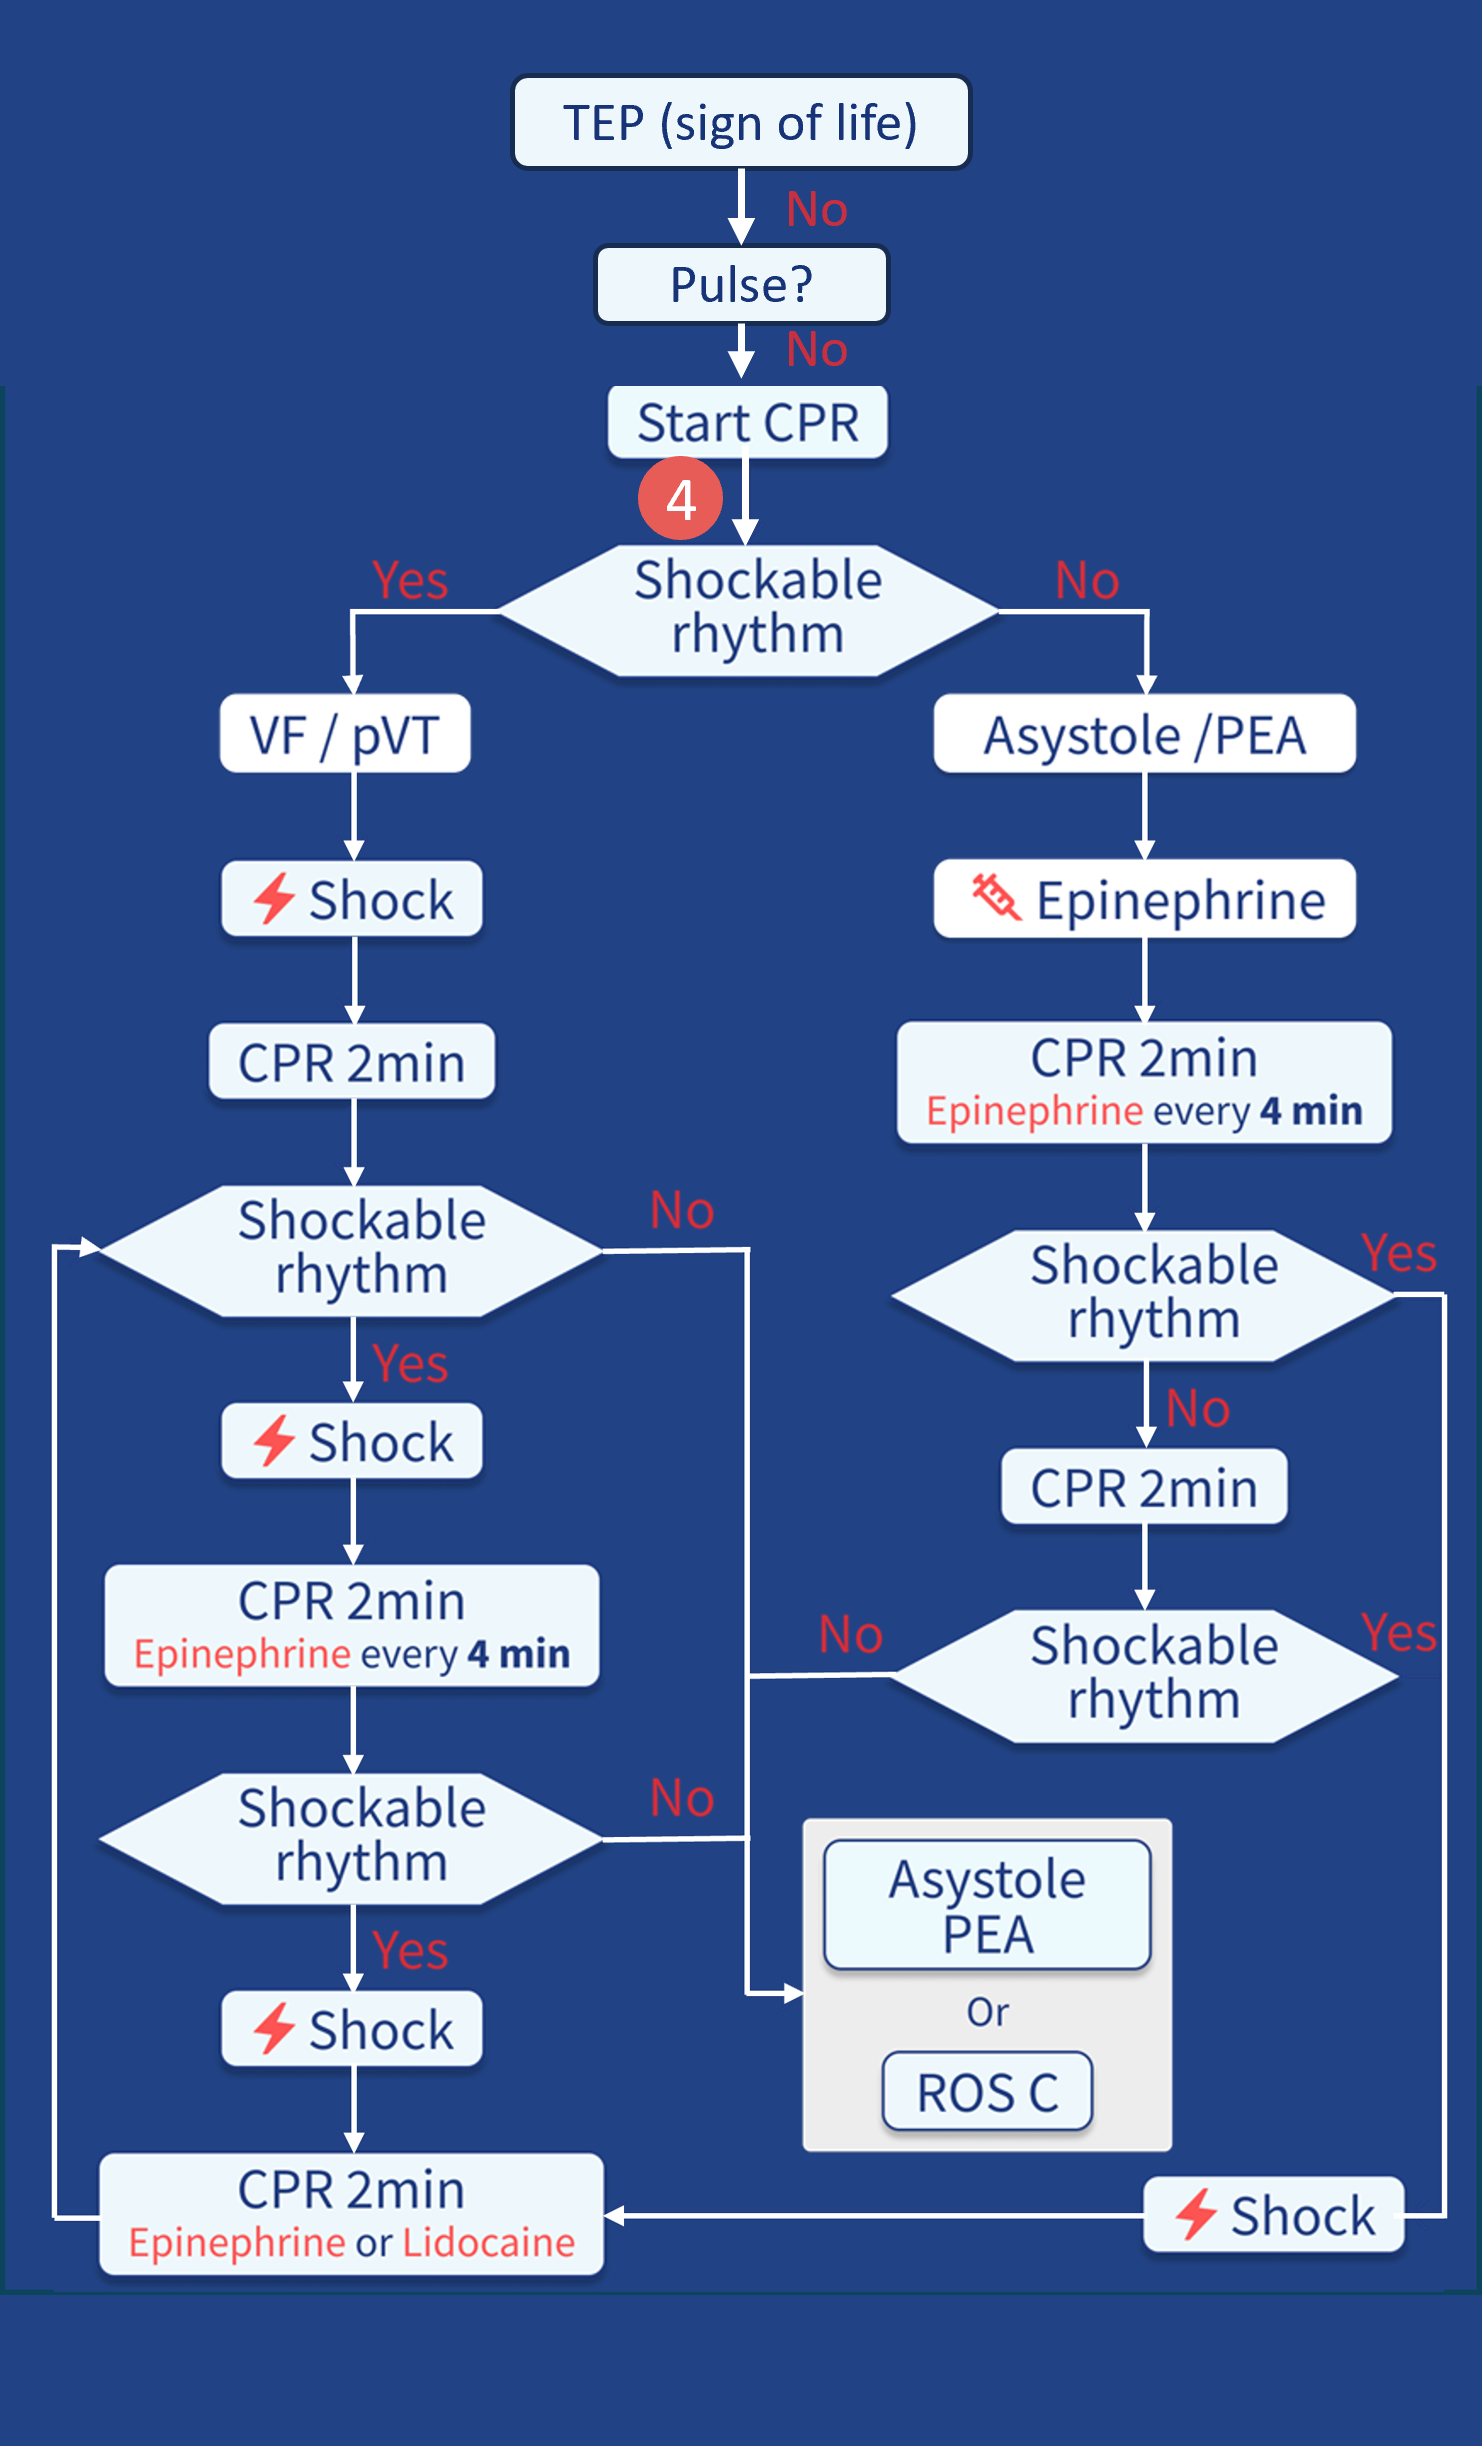 TEP (sign of life)
No
Pulse?
No
Start CPR
4
Shockable
rhythm
Yes
No
VF / pVT
Asystole /PEA
Shock
Epinephrine
CPR 2min
CPR 2min
Epinephrine every 4 min
Shockable
rhythm
No
Shockable
rhythm
Yes
Yes
No
Shock
CPR 2min
CPR 2min
Epinephrine every 4 min
Shockable
rhythm
No
Yes
Shockable
rhythm
No
Yes
Asystole
PEA
Or
ROS C
Shock
CPR 2min
Epinephrine or Lidocaine
Shock